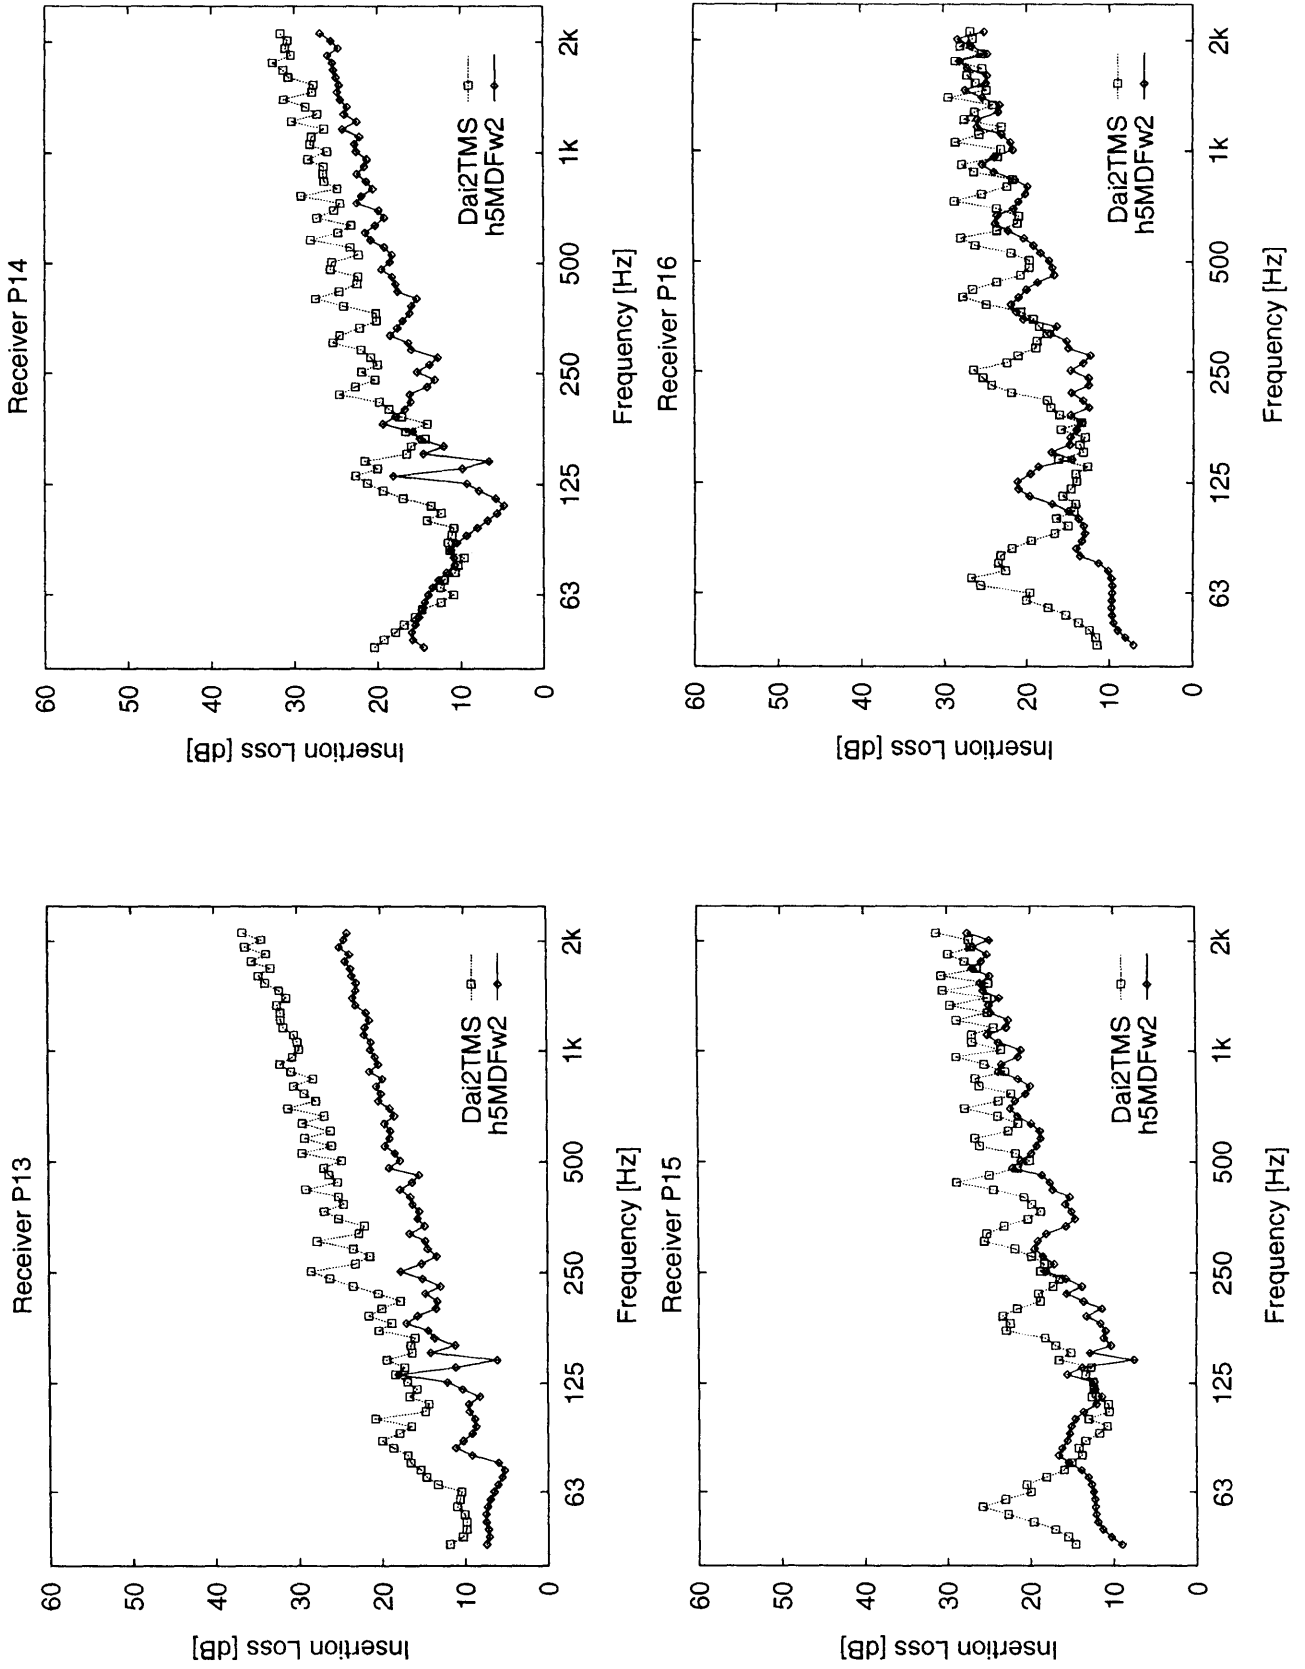 Receiver P13
Insertion Loss [dB]
60
50
40
30
20
10
0
63
125
250
500
1k
2k
Frequency [Hz]
Dai2TMS
h5MDFw2
Receiver P14
Insertion Loss [dB]
60
50
40
30
20
10
0
63
125
250
500
1k
2k
Frequency [Hz]
Dai2TMS
h5MDFw2
Receiver P15
Insertion Loss [dB]
60
50
40
30
20
10
0
63
125
250
500
1k
2k
Frequency [Hz]
Dai2TMS
h5MDFw2
Receiver P16
Insertion Loss [dB]
60
50
40
30
20
10
0
63
125
250
500
1k
2k
Frequency [Hz]
Dai2TMS
h5MDFw2